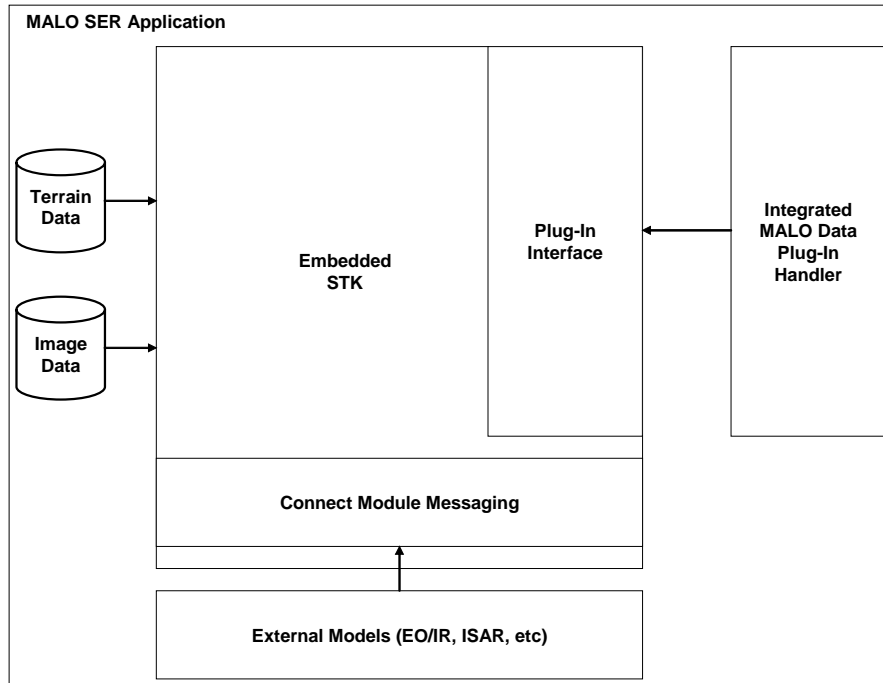 MALO SER Application
Terrain
Data
Image
Data
Embedded
STK
Plug-In
Interface
Integrated
MALO Data
Plug-In
Handler
Connect Module Messaging
External Models (EO/IR, ISAR, etc)